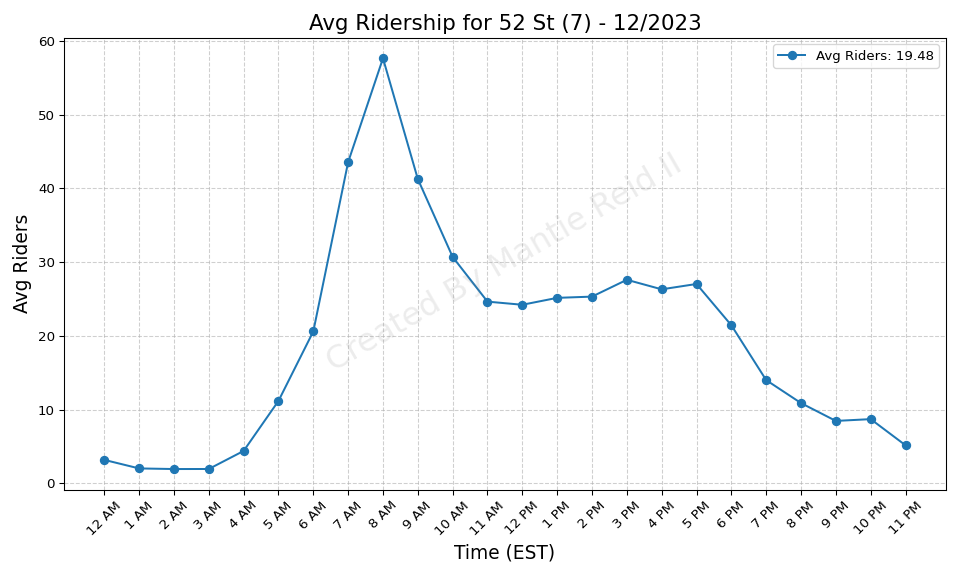 Avg Ridership for 52 St (7) - 12/2023
Avg Riders: 19.48
60
50
40
30
20
10
0
Avg Riders
Created By Mantie Reid II
12 AM
1 AM
2 AM
3 AM
4 AM
5 AM
6 AM
7 AM
8 AM
9 AM
10 AM
11 AM
12 PM
1 PM
2 PM
3 PM
4 PM
5 PM
6 PM
7 PM
8 PM
9 PM
10 PM
11 PM
Time (EST)